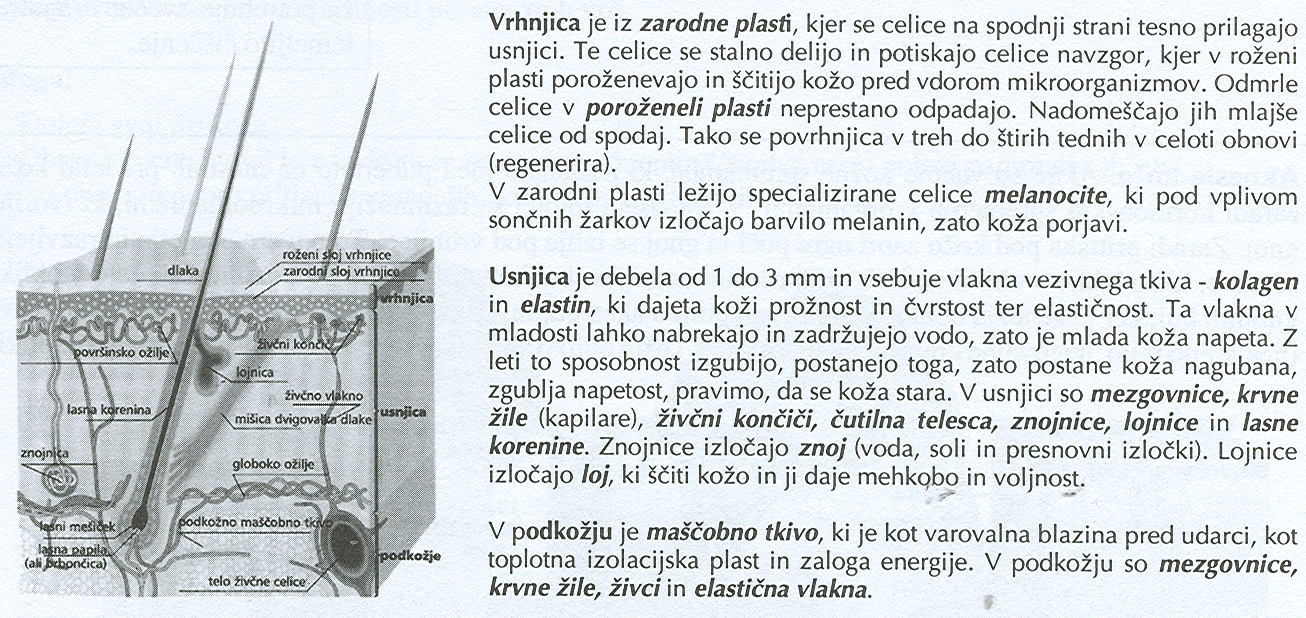 Vrhnjica je iz zarodne plasti, kjer se celice na spodnji strani tesno prilagajo
usnjici. Te celice se stalno delijo in potiskajo celice navzgor, kjer v roženi
plasti poroženevajo in ščitijo kožo pred vdorom mikroorganizmov. Odmrle
celice v poroženeli plasti neprestano odpadajo. Nadomeščajo jih mlajše
celice od spodaj. Tako se povrhnjica v treh do štirih tednih v celoti obnovi
(regenerira).
V zarodni plasti ležijo specializirane celice melanocite, ki pod vplivom
sončnih žarkov izločajo barvilo melanin, zato koža porjavi.
Usnjica je debela od 1 do 3 mm in vsebuje vlakna vezivnega tkiva - kolagen
in elastin, ki dajeta koži prožnost in čvrstost ter elastičnost. Ta vlakna v
mladosti lahko nabrekajo in zadržujejo vodo, zato je mlada koža napeta. Z
leti to sposobnost izgubijo, postanejo toga, zato postane koža nagubana,
zgublja napetost, pravimo, da se koža stara. V usnjici so mezgovnice, krvne
žile (kapilare), živčni končiči, čutilna telesca, znojnice, lojnice in lasne
korenine. Znojnice izločajo znoj (voda, soli in presnovni izločki). Lojnice
izločajo loj, ki ščiti kožo in ji daje mehkobo in voljnost.
V podkožju je maščobno tkivo, ki je kot varovalna blazina pred udarci, kot
toplotna izolacijska plast in zaloga energije. V podkožju so mezgovnice,
krvne žile, živci in elastična vlakna.
dlaka
roženi sloj vrhnjice
zarodni sloj vrhnjice
vrhnjica
površinsko ožilje
živčni končič
lojnica
živčno vlakno
lasna korenina
mišica dvigovalka dlake
usnjica
znojnica
globoko ožilje
lasni mešiček
podkožno maščobno tkivo
lasna papila
(ali brbončica)
podkožje
telo živčne celice